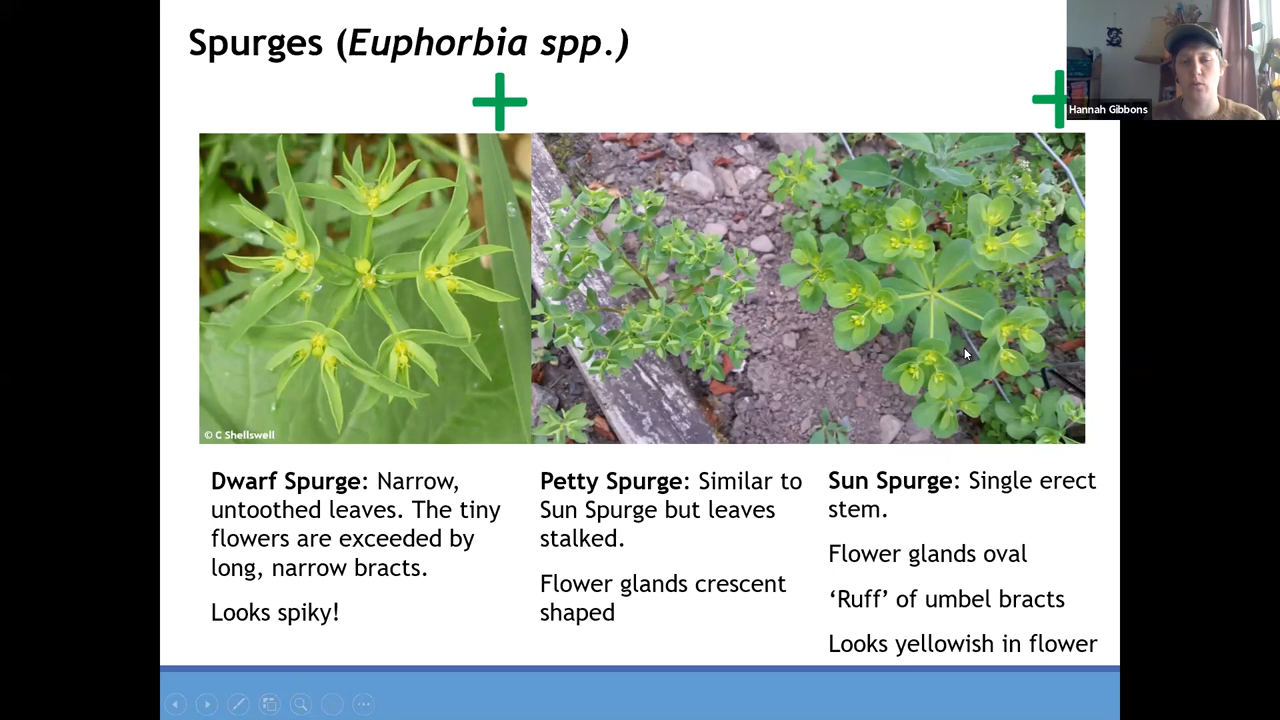 Spurges (Euphorbia spp.)
Hannah Gibbons
© C Shellswell
Dwarf Spurge: Narrow,
untoothed leaves. The tiny
flowers are exceeded by
long, narrow bracts.
Looks spiky!
Petty Spurge: Similar to
Sun Spurge but leaves
stalked.
Flower glands crescent
shaped
Sun Spurge: Single erect
stem.
Flower glands oval
‘Ruff’ of umbel bracts
Looks yellowish in flower